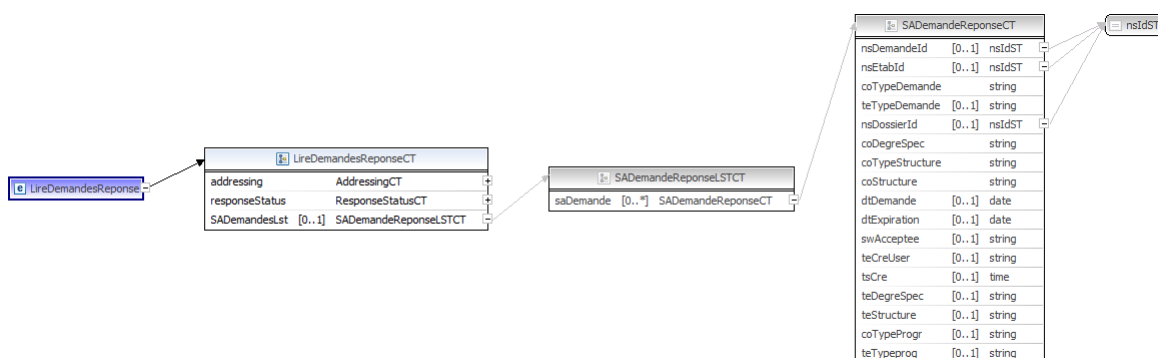 LireDemandesReponse
LireDemandesReponseCT
addressing AddressingCT
responseStatus ResponseStatusCT
SADemandesLst [0..1] SADemandeReponseLSTCT
SADemandeReponseLSTCT
saDemande [0..*] SADemandeReponseCT
SADemandeReponseCT
nsDemandeId [0..1] nsIdST
nsEtabId [0..1] nsIdST
coTypeDemande string
teTypeDemande [0..1] string
nsDossierId [0..1] nsIdST
coDegreSpec string
coTypeStructure string
coStructure string
dtDemande [0..1] date
dtExpiration [0..1] date
swAcceptee [0..1] string
teCreUser [0..1] string
tsCre [0..1] time
teDegreSpec [0..1] string
teStructure [0..1] string
coTypeProgr [0..1] string
teTypeprog [0..1] string
nsIdST